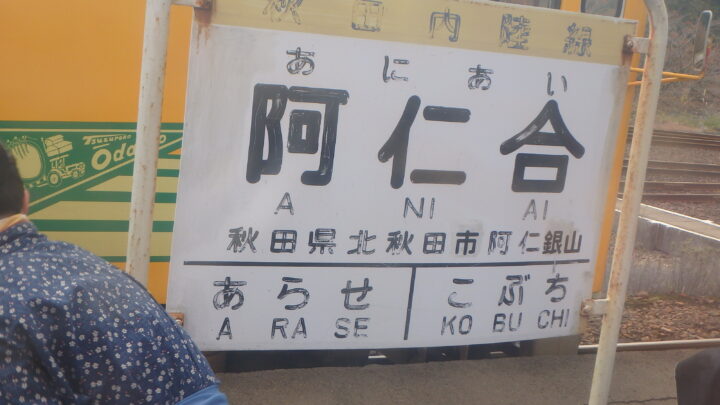 秋田内陸線
あにあい
阿仁合
A NI AI
秋田県北秋田市阿仁銀山
あらせ こぶち
A RA SE KO BU CHI
Odako